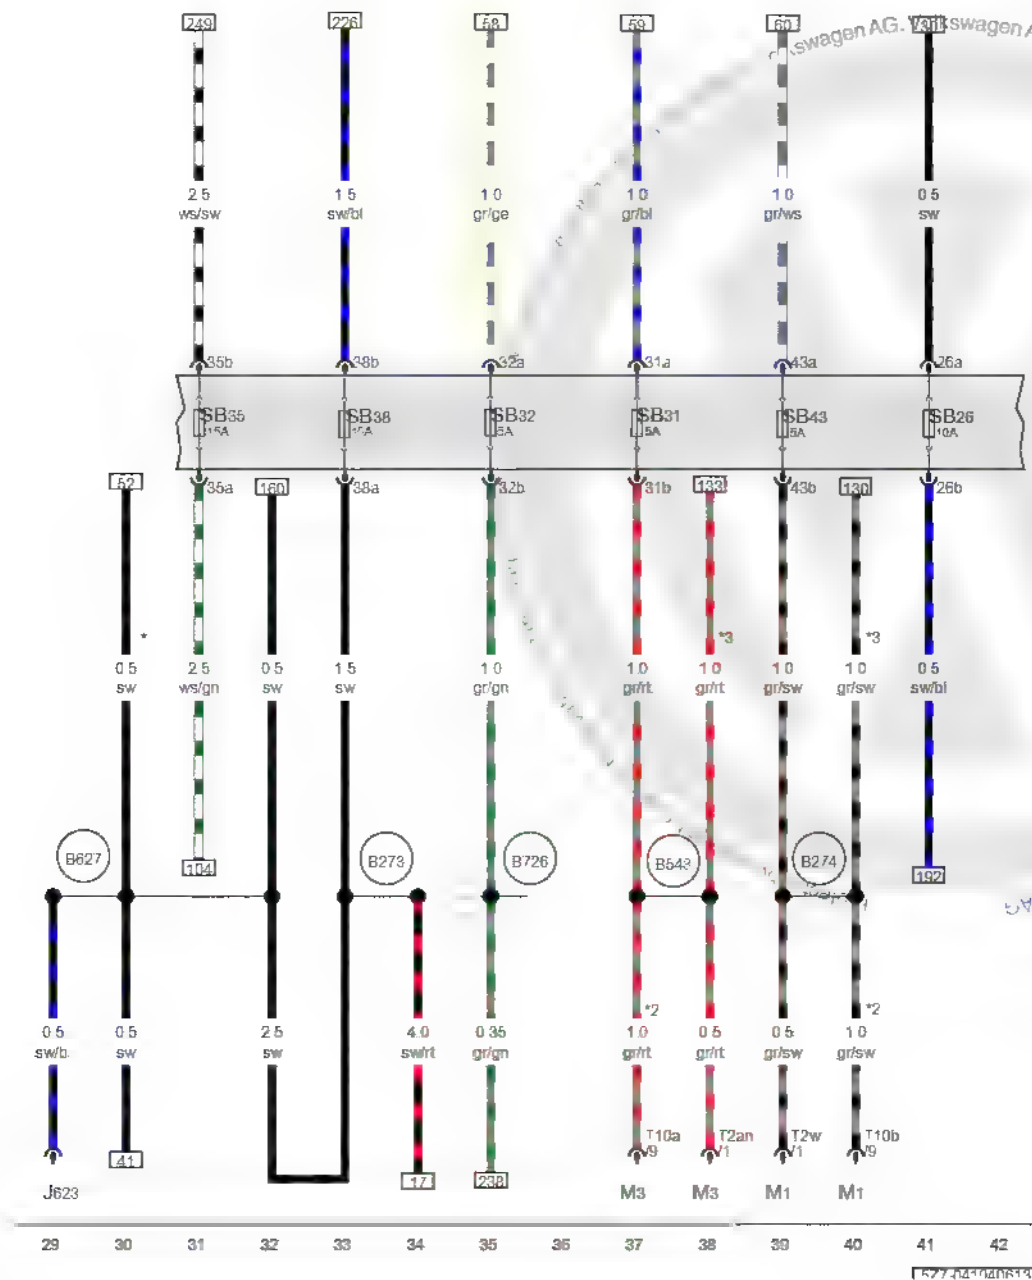 249 226 58 59 60
swagen AG. Volkswagen A
2.5 1.5 1.0 1.0 1.0 0.5
ws/sw sw/bl gr/ge gr/bl gr/ws sw
35b 38b 32a 31a 43a 26a
SB35 SB38 SB32 SB31 SB43 SB26
15A 15A 5A 5A 5A 10A
52 35a 160 38a 32b 31b 133 43b 130 26b
* *3 *3
0.5 2.5 0.5 1.5 1.0 1.0 1.0 1.0 1.0 0.5
sw ws/gn sw sw gr/gn gr/rt gr/rt gr/sw gr/sw sw/bl
B627 B273 B726 B543 B274
104 192
*2 *2
0.5 0.5 2.5 4.0 0.35 1.0 0.5 0.5 1.0
sw/b sw sw sw/rt gr/gn gr/rt gr/rt gr/sw gr/sw
T10a T2an T2w T10b
/9 /1 /1 /9
41 17 238
J623 M3 M3 M1 M1
29 30 31 32 33 34 35 36 37 38 39 40 41 42